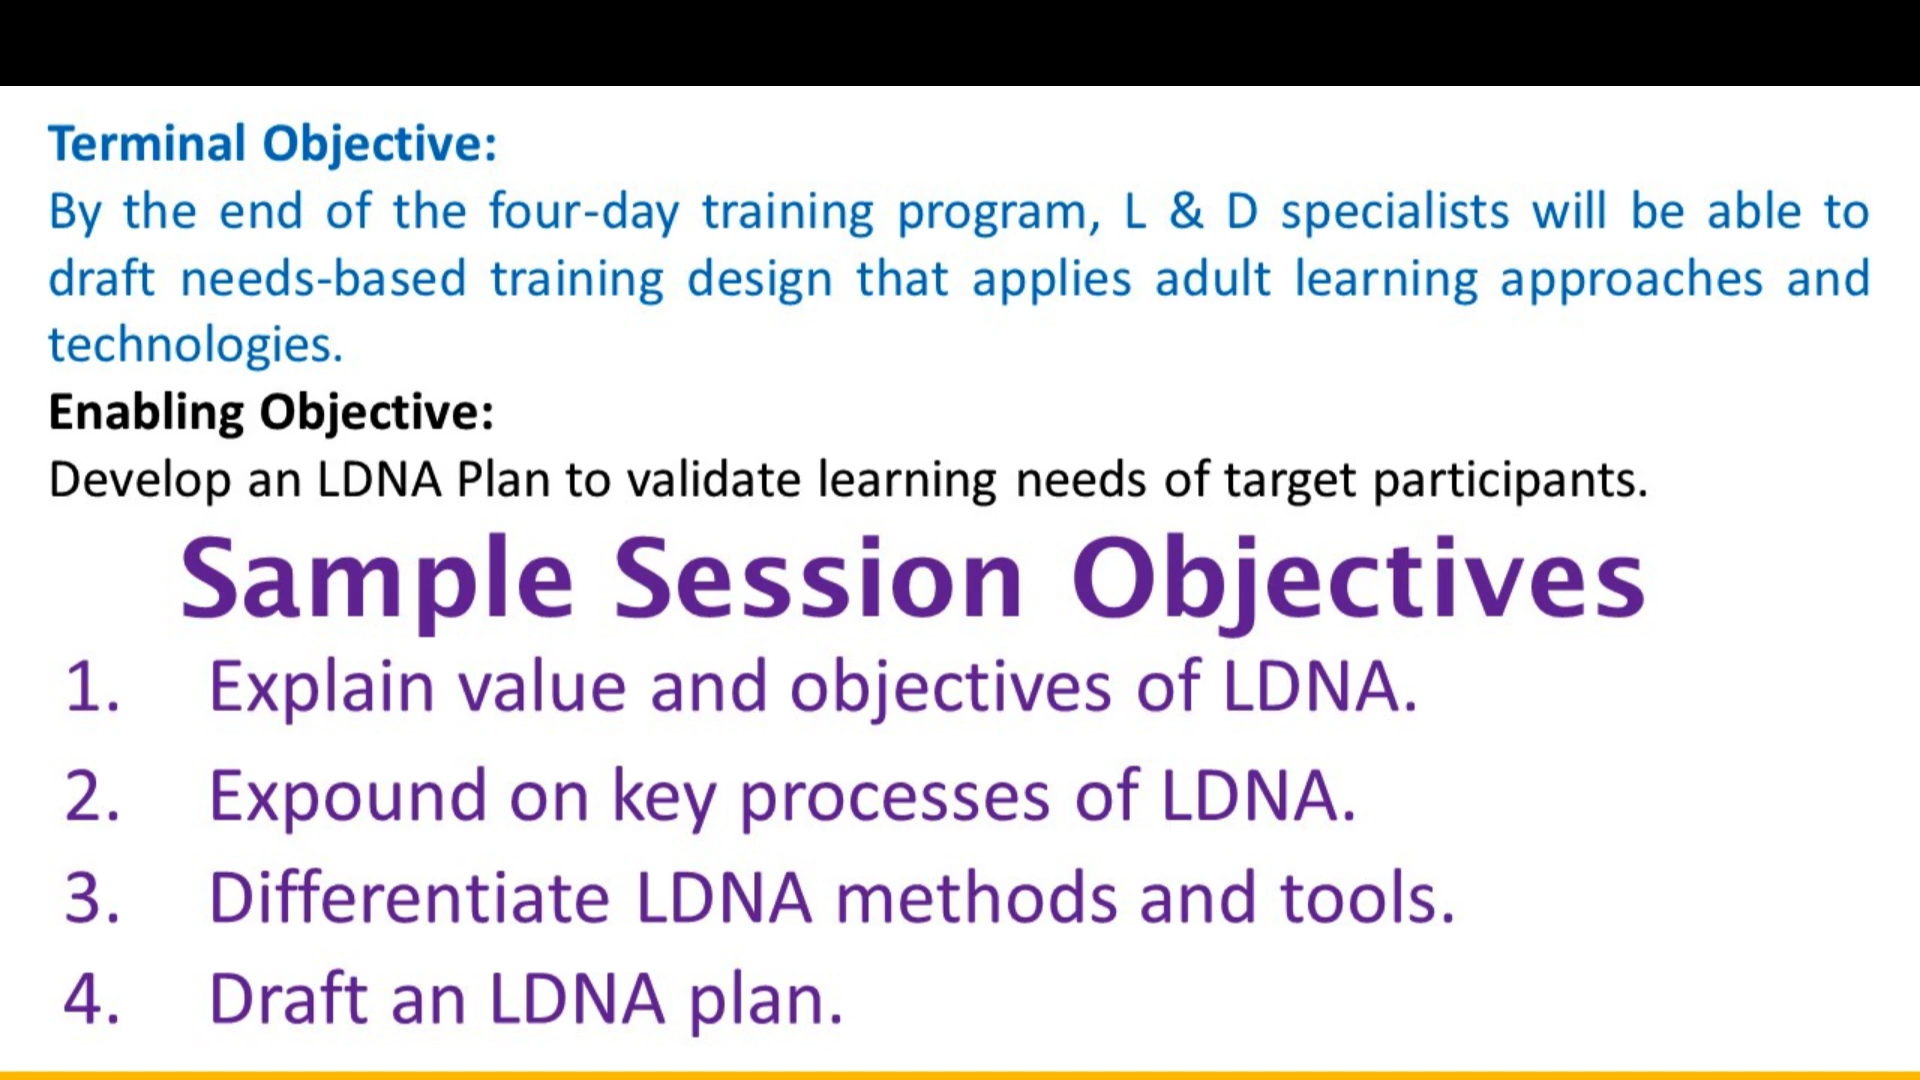 Terminal Objective:
By the end of the four-day training program, L & D specialists will be able to
draft needs-based training design that applies adult learning approaches and
technologies.
Enabling Objective:
Develop an LDNA Plan to validate learning needs of target participants.
Sample Session Objectives
1. Explain value and objectives of LDNA.
2. Expound on key processes of LDNA.
3. Differentiate LDNA methods and tools.
4. Draft an LDNA plan.